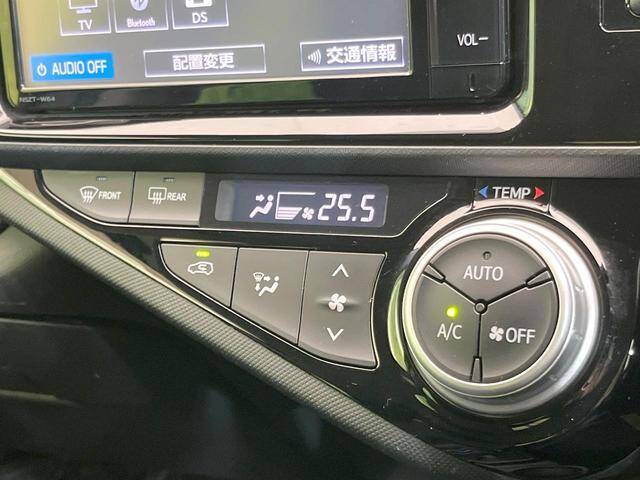 TV
Bluetooth
DS
VOL−
AUDIO OFF
配置変更
交通情報
NSZT-W64
FRONT
REAR
25.5
TEMP
AUTO
A/C
OFF